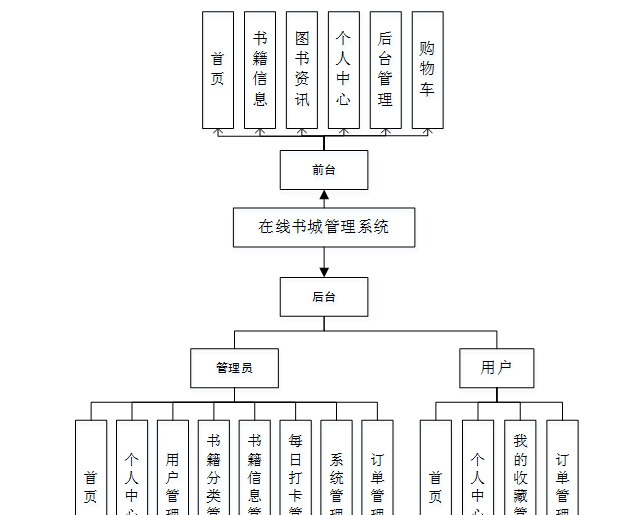 首页
书籍信息
图书资讯
个人中心
后台管理
购物车
前台
在线书城管理系统
后台
管理员
用户
首页
个人中心
用户管理
书籍分类管
书籍信息管
每日打卡管
系统管理
订单管理
首页
个人中心
我的收藏管
订单管理